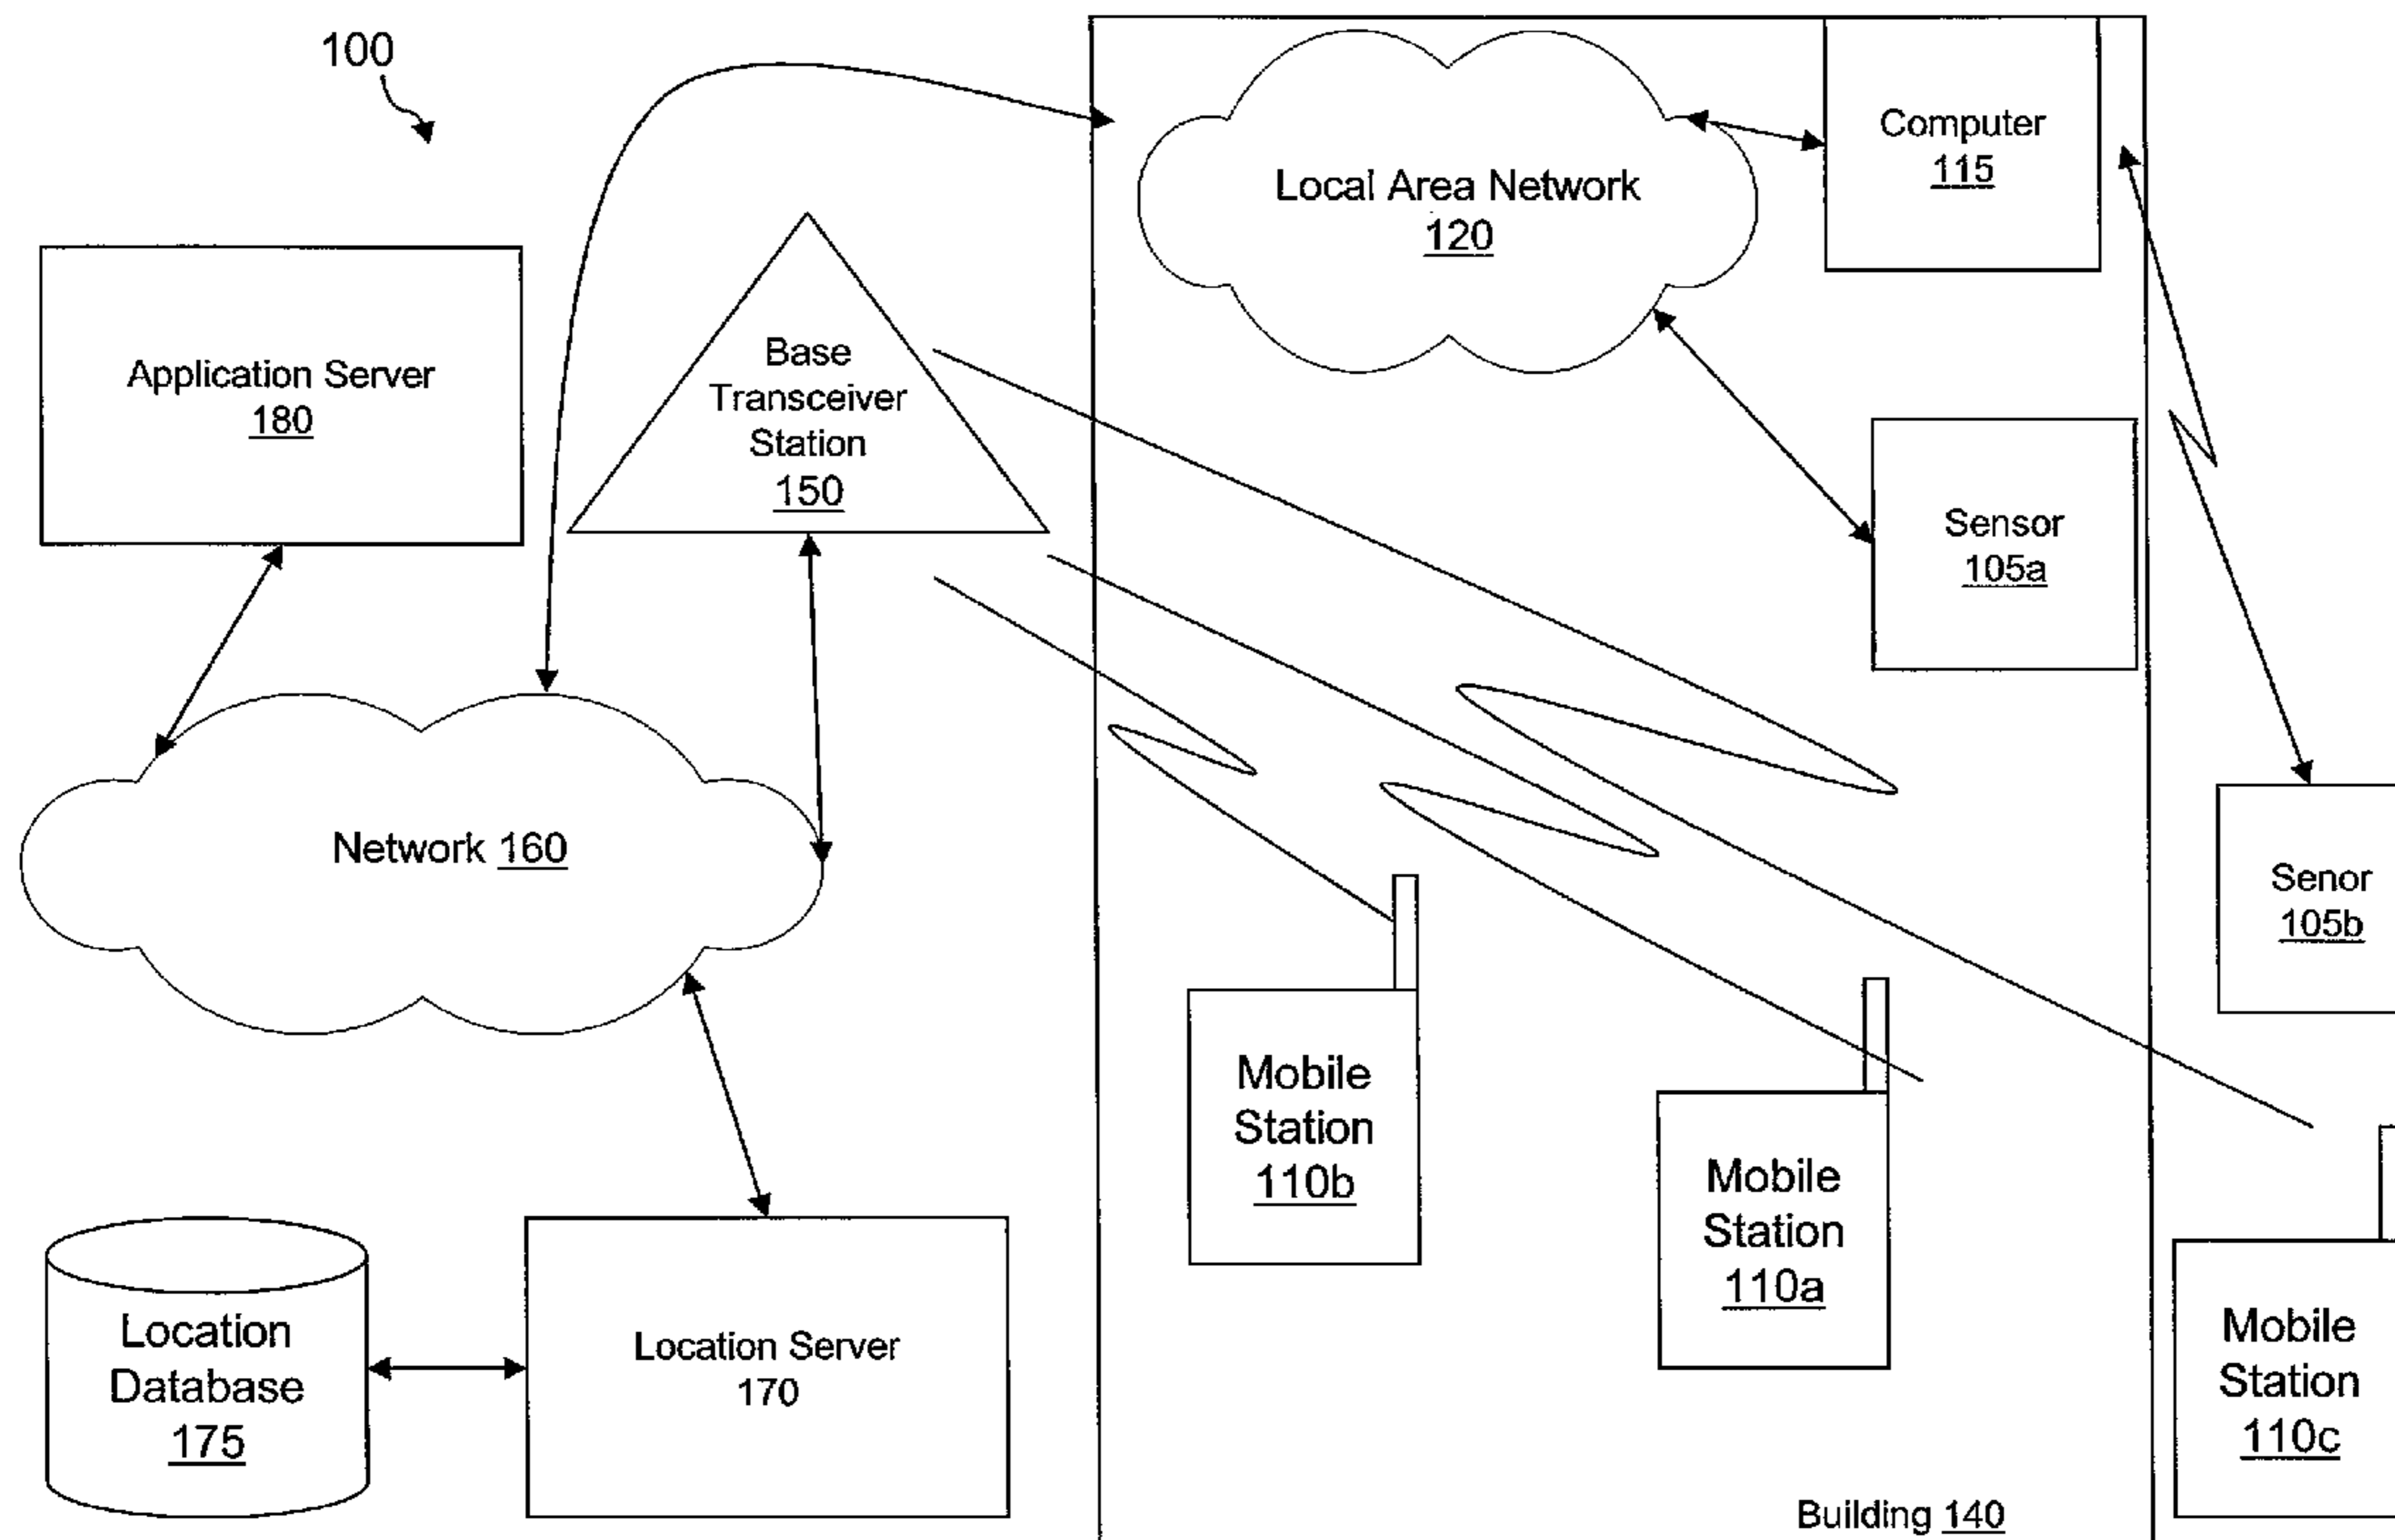 100
Application Server
180
Base
Transceiver
Station
150
Local Area Network
120
Computer
115
Sensor
105a
Senor
105b
Network 160
Mobile
Station
110b
Mobile
Station
110a
Mobile
Station
110c
Location
Database
175
Location Server
170
Building 140